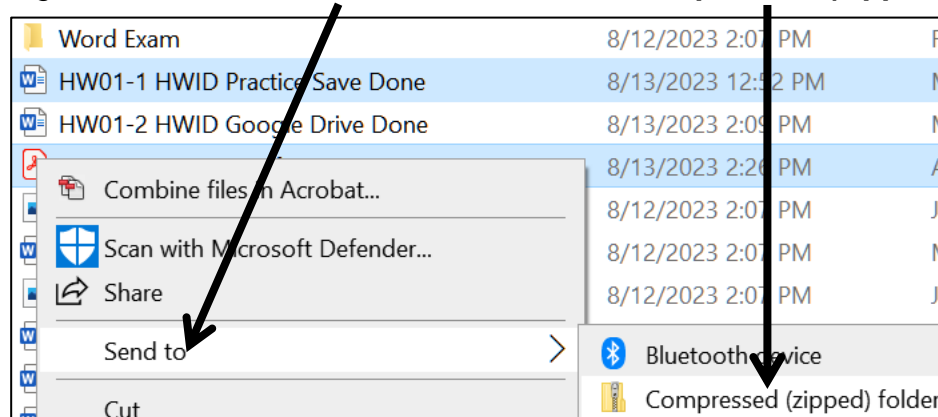 Word Exam 8/12/2023 2:07 PM
HW01-1 HWID Practice Save Done 8/13/2023 12:52 PM
HW01-2 HWID Google Drive Done 8/13/2023 2:09 PM
8/13/2023 2:26 PM
Combine files in Acrobat...
8/12/2023 2:07 PM
Scan with Microsoft Defender... 8/12/2023 2:07 PM
Share 8/12/2023 2:07 PM
Send to
Bluetooth device
Compressed (zipped) folder
Cut